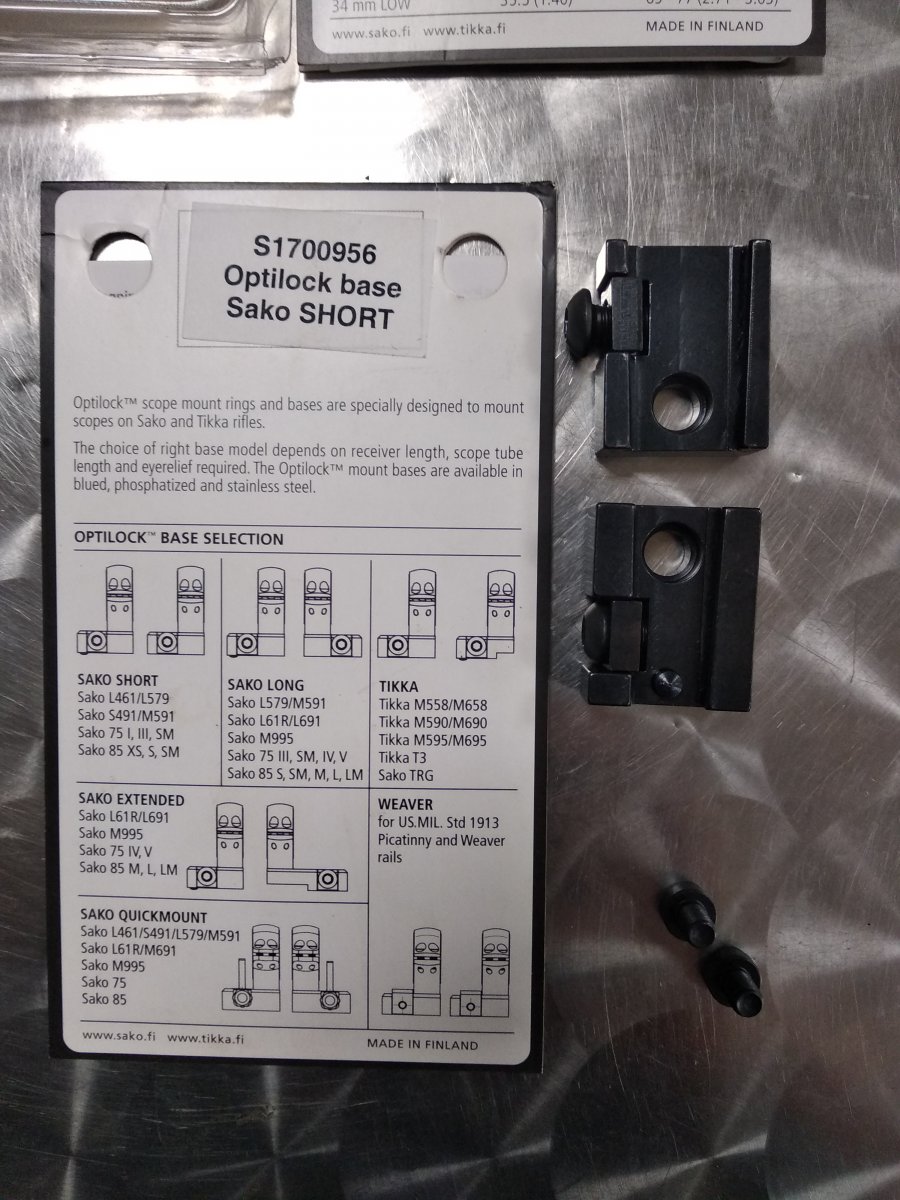 34 mm LOW
www.sako.fi www.tikka.fi
MADE IN FINLAND
S1700956
Optilock base
Sako SHORT
Optilock™ scope mount rings and bases are specially designed to mount
scopes on Sako and Tikka rifles.
The choice of right base model depends on receiver length, scope tube
length and eyerelief required. The Optilock™ mount bases are available in
blued, phosphatized and stainless steel.
OPTILOCK™ BASE SELECTION
SAKO SHORT
Sako L461/L579
Sako S491/M591
Sako 75 I, III, SM
Sako 85 XS, S, SM
SAKO LONG
Sako L579/M591
Sako L61R/L691
Sako M995
Sako 75 III, SM, IV, V
Sako 85 S, SM, M, L, LM
TIKKA
Tikka M558/M658
Tikka M590/M690
Tikka M595/M695
Tikka T3
Sako TRG
SAKO EXTENDED
Sako L61R/L691
Sako M995
Sako 75 IV, V
Sako 85 M, L, LM
WEAVER
for US.MIL. Std 1913
Picatinny and Weaver
rails
SAKO QUICKMOUNT
Sako L461/S491/L579/M591
Sako L61R/M691
Sako M995
Sako 75
Sako 85
www.sako.fi www.tikka.fi
MADE IN FINLAND